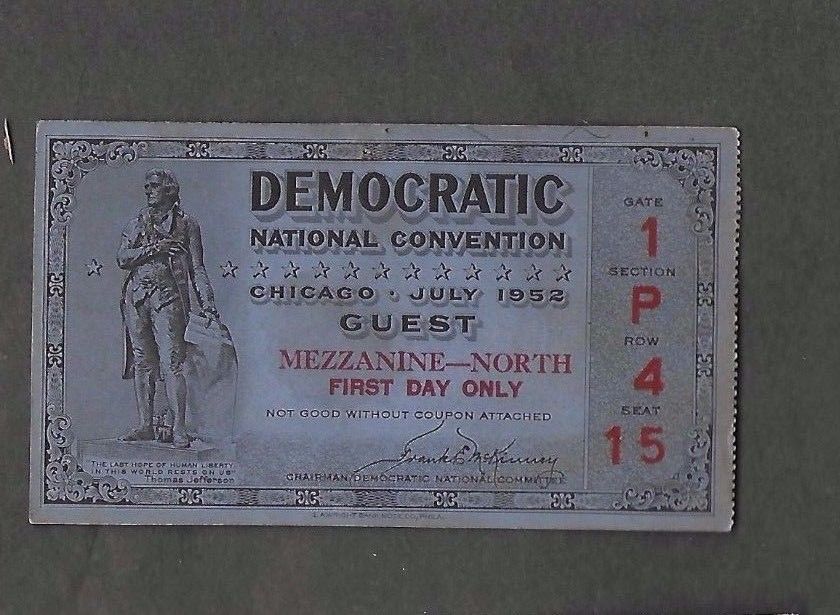 DEMOCRATIC
NATIONAL CONVENTION
CHICAGO · JULY 1952
GUEST
MEZZANINE—NORTH
FIRST DAY ONLY
NOT GOOD WITHOUT COUPON ATTACHED
Frank E. McKinney
CHAIRMAN DEMOCRATIC NATIONAL COMMITTEE
THE LAST HOPE OF HUMAN LIBERTY
IN THIS WORLD RESTS ON US
Thomas Jefferson
GATE
1
SECTION
P
ROW
4
SEAT
15